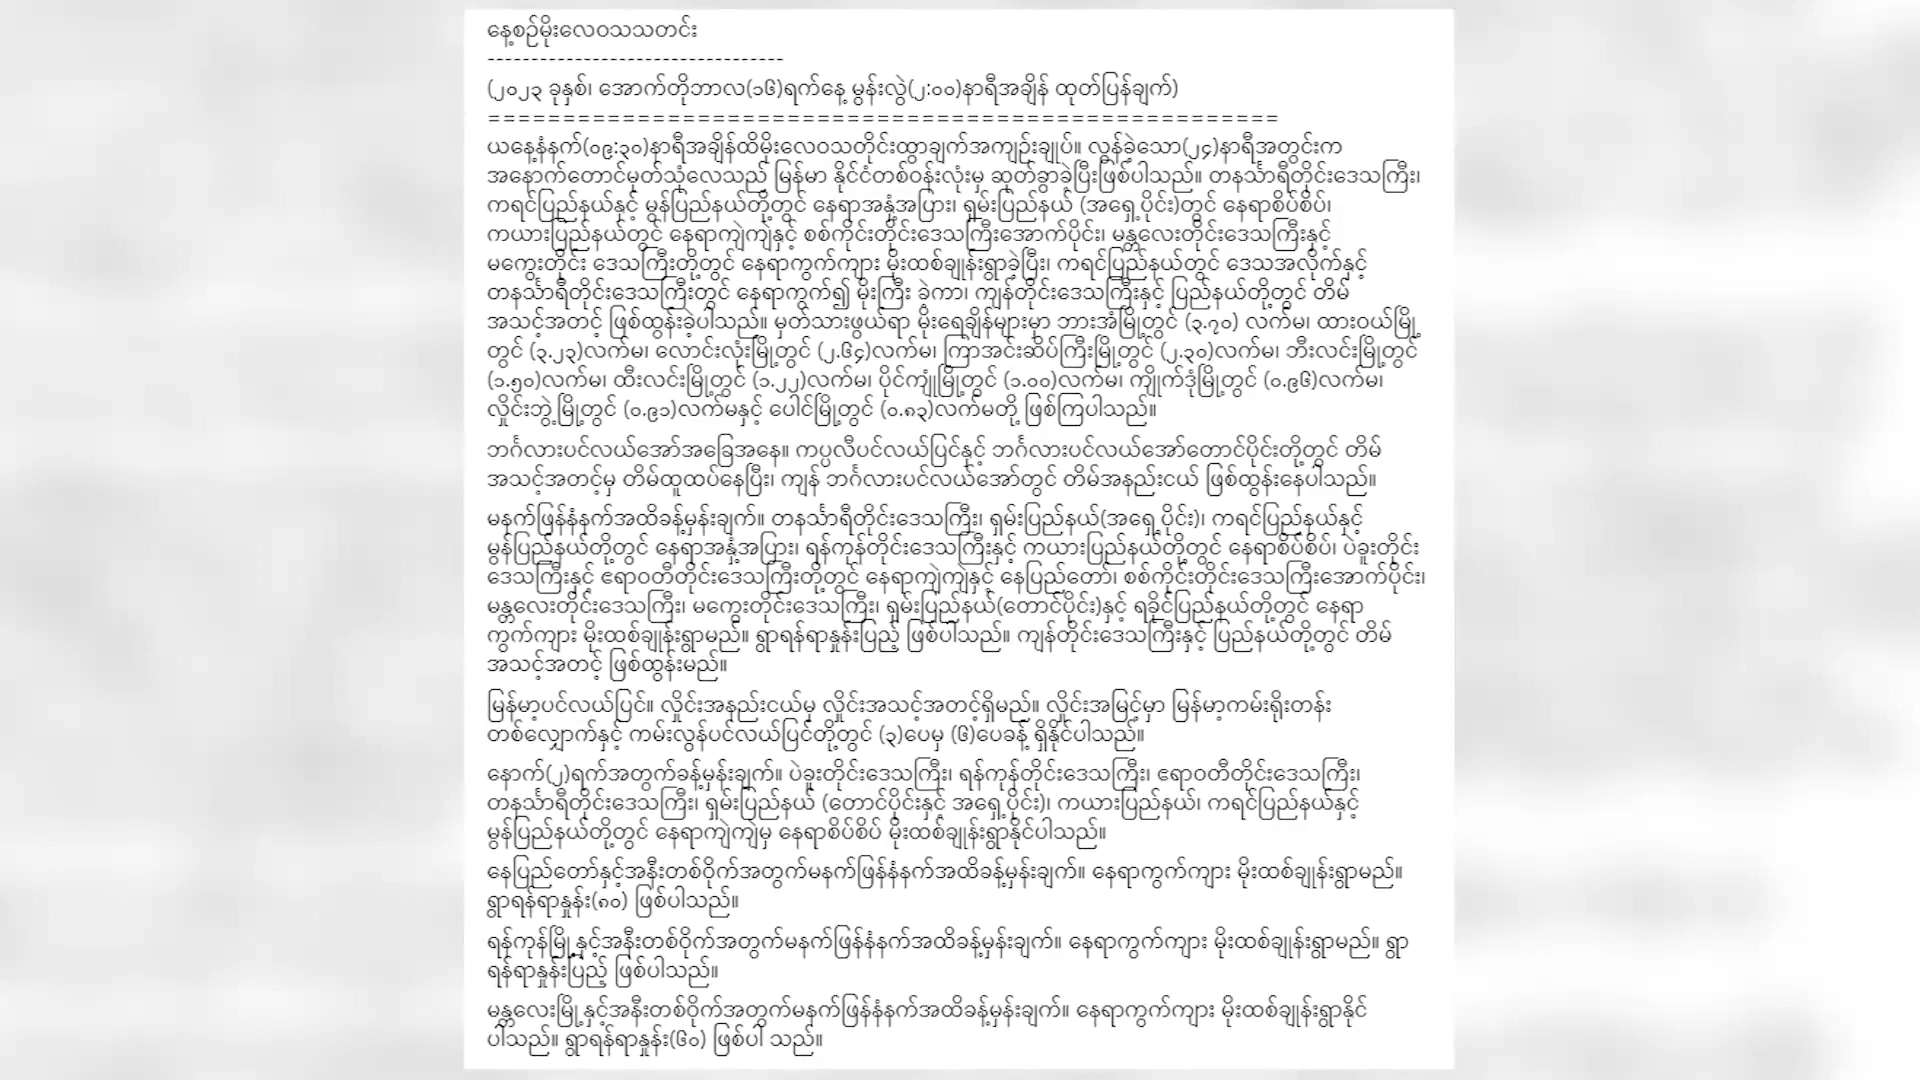 နေ့စဉ်မိုးလေဝသသတင်း
--------------------------------
(၂၀၂၃ ခုနှစ်၊ အောက်တိုဘာလ(၁၆)ရက်နေ့ မွန်းလွဲ(၂:၀၀)နာရီအချိန် ထုတ်ပြန်ချက်)
====================================================
ယနေ့နံနက်(၀၉:၃၀)နာရီအချိန်ထိမိုးလေဝသတိုင်းထွာချက်အကျဉ်းချုပ်။ လွန်ခဲ့သော(၂၄)နာရီအတွင်းက
အနောက်တောင်မုတ်သုံလေသည် မြန်မာ နိုင်ငံတစ်ဝန်းလုံးမှ ဆုတ်ခွာခဲ့ပြီးဖြစ်ပါသည်။ တနင်္သာရီတိုင်းဒေသကြီး၊
ကရင်ပြည်နယ်နှင့် မွန်ပြည်နယ်တို့တွင် နေရာအနှံ့အပြား၊ ရှမ်းပြည်နယ် (အရှေ့ပိုင်း)တွင် နေရာစိပ်စိပ်၊
ကယားပြည်နယ်တွင် နေရာကျဲကျဲနှင့် စစ်ကိုင်းတိုင်းဒေသကြီးအောက်ပိုင်း၊ မန္တလေးတိုင်းဒေသကြီးနှင့်
မကွေးတိုင်း ဒေသကြီးတို့တွင် နေရာကွက်ကျား မိုးထစ်ချုန်းရွာခဲ့ပြီး၊ ကရင်ပြည်နယ်တွင် ဒေသအလိုက်နှင့်
တနင်္သာရီတိုင်းဒေသကြီးတွင် နေရာကွက်၍ မိုးကြီး ခဲ့ကာ၊ ကျန်တိုင်းဒေသကြီးနှင့် ပြည်နယ်တို့တွင် တိမ်
အသင့်အတင့် ဖြစ်ထွန်းခဲ့ပါသည်။ မှတ်သားဖွယ်ရာ မိုးရေချိန်များမှာ ဘားအံမြို့တွင် (၃.၇၀) လက်မ၊ ထားဝယ်မြို့
တွင် (၃.၂၃)လက်မ၊ လောင်းလုံးမြို့တွင် (၂.၆၄)လက်မ၊ ကြာအင်းဆိပ်ကြီးမြို့တွင် (၂.၃၀)လက်မ၊ ဘီးလင်းမြို့တွင်
(၁.၅၀)လက်မ၊ ထီးလင်းမြို့တွင် (၁.၂၂)လက်မ၊ ပိုင်ကျုံမြို့တွင် (၁.၀၀)လက်မ၊ ကျိုက်ဒုံမြို့တွင် (၀.၉၆)လက်မ၊
လှိုင်းဘွဲ့မြို့တွင် (၀.၉၁)လက်မနှင့် ပေါင်မြို့တွင် (၀.၈၃)လက်မတို့ ဖြစ်ကြပါသည်။
ဘင်္ဂလားပင်လယ်အော်အခြေအနေ။ ကပ္ပလီပင်လယ်ပြင်နှင့် ဘင်္ဂလားပင်လယ်အော်တောင်ပိုင်းတို့တွင် တိမ်
အသင့်အတင့်မှ တိမ်ထူထပ်နေပြီး၊ ကျန် ဘင်္ဂလားပင်လယ်အော်တွင် တိမ်အနည်းငယ် ဖြစ်ထွန်းနေပါသည်။
မနက်ဖြန်နံနက်အထိခန့်မှန်းချက်။ တနင်္သာရီတိုင်းဒေသကြီး၊ ရှမ်းပြည်နယ်(အရှေ့ပိုင်း)၊ ကရင်ပြည်နယ်နှင့်
မွန်ပြည်နယ်တို့တွင် နေရာအနှံ့အပြား၊ ရန်ကုန်တိုင်းဒေသကြီးနှင့် ကယားပြည်နယ်တို့တွင် နေရာစိပ်စိပ်၊ ပဲခူးတိုင်း
ဒေသကြီးနှင့် ဧရာဝတီတိုင်းဒေသကြီးတို့တွင် နေရာကျဲကျဲနှင့် နေပြည်တော်၊ စစ်ကိုင်းတိုင်းဒေသကြီးအောက်ပိုင်း၊
မန္တလေးတိုင်းဒေသကြီး၊ မကွေးတိုင်းဒေသကြီး၊ ရှမ်းပြည်နယ်(တောင်ပိုင်း)နှင့် ရခိုင်ပြည်နယ်တို့တွင် နေရာ
ကွက်ကျား မိုးထစ်ချုန်းရွာမည်။ ရွာရန်ရာနှုန်းပြည့် ဖြစ်ပါသည်။ ကျန်တိုင်းဒေသကြီးနှင့် ပြည်နယ်တို့တွင် တိမ်
အသင့်အတင့် ဖြစ်ထွန်းမည်။
မြန်မာ့ပင်လယ်ပြင်။ လှိုင်းအနည်းငယ်မှ လှိုင်းအသင့်အတင့်ရှိမည်။ လှိုင်းအမြင့်မှာ မြန်မာ့ကမ်းရိုးတန်း
တစ်လျှောက်နှင့် ကမ်းလွန်ပင်လယ်ပြင်တို့တွင် (၃)ပေမှ (၆)ပေခန့် ရှိနိုင်ပါသည်။
နောက်(၂)ရက်အတွက်ခန့်မှန်းချက်။ ပဲခူးတိုင်းဒေသကြီး၊ ရန်ကုန်တိုင်းဒေသကြီး၊ ဧရာဝတီတိုင်းဒေသကြီး၊
တနင်္သာရီတိုင်းဒေသကြီး၊ ရှမ်းပြည်နယ် (တောင်ပိုင်းနှင့် အရှေ့ပိုင်း)၊ ကယားပြည်နယ်၊ ကရင်ပြည်နယ်နှင့်
မွန်ပြည်နယ်တို့တွင် နေရာကျဲကျဲမှ နေရာစိပ်စိပ် မိုးထစ်ချုန်းရွာနိုင်ပါသည်။
နေပြည်တော်နှင့်အနီးတစ်ဝိုက်အတွက်မနက်ဖြန်နံနက်အထိခန့်မှန်းချက်။ နေရာကွက်ကျား မိုးထစ်ချုန်းရွာမည်။
ရွာရန်ရာနှုန်း(၈၀) ဖြစ်ပါသည်။
ရန်ကုန်မြို့နှင့်အနီးတစ်ဝိုက်အတွက်မနက်ဖြန်နံနက်အထိခန့်မှန်းချက်။ နေရာကွက်ကျား မိုးထစ်ချုန်းရွာမည်။ ရွာ
ရန်ရာနှုန်းပြည့် ဖြစ်ပါသည်။
မန္တလေးမြို့နှင့်အနီးတစ်ဝိုက်အတွက်မနက်ဖြန်နံနက်အထိခန့်မှန်းချက်။ နေရာကွက်ကျား မိုးထစ်ချုန်းရွာနိုင်
ပါသည်။ ရွာရန်ရာနှုန်း(၆၀) ဖြစ်ပါ သည်။